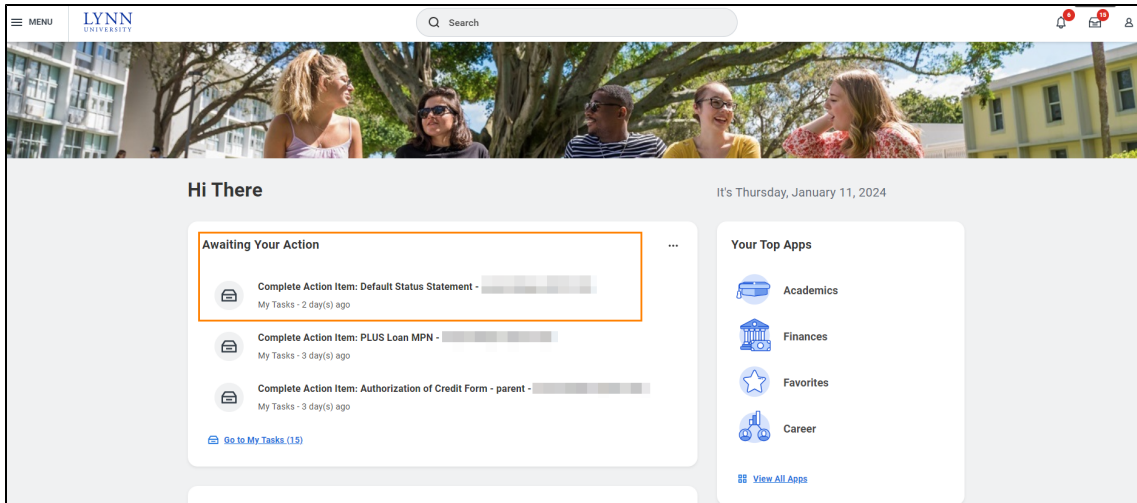 MENU
LYNN
UNIVERSITY
Search
6
15
Hi There
It's Thursday, January 11, 2024
Awaiting Your Action
Complete Action Item: Default Status Statement -
My Tasks - 2 day(s) ago
Complete Action Item: PLUS Loan MPN -
My Tasks - 3 day(s) ago
Complete Action Item: Authorization of Credit Form - parent -
My Tasks - 3 day(s) ago
Go to My Tasks (15)
Your Top Apps
Academics
Finances
Favorites
Career
View All Apps